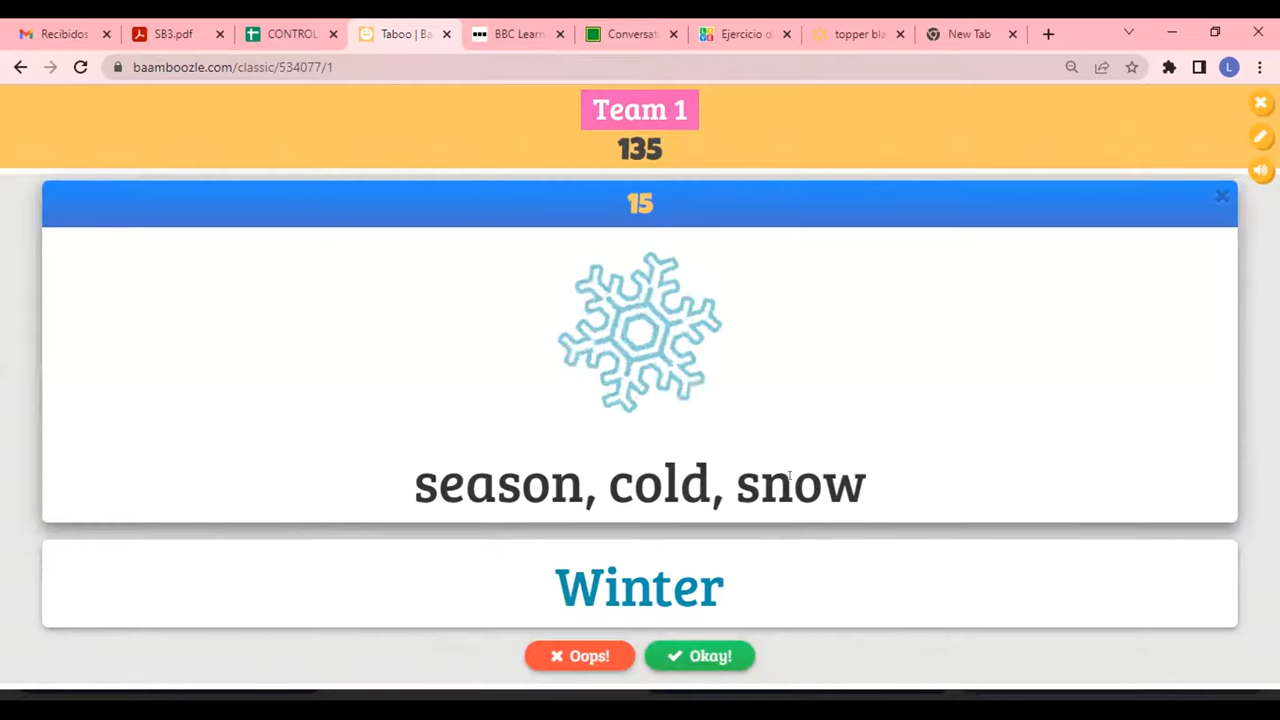 Recibidos
SB3.pdf
CONTROL
Taboo | Ba
BBC Learn
Conversati
Ejercicio d
topper bla
New Tab
baamboozle.com/classic/534077/1
L
Team 1
135
15
season, cold, snow
Winter
Oops!
Okay!